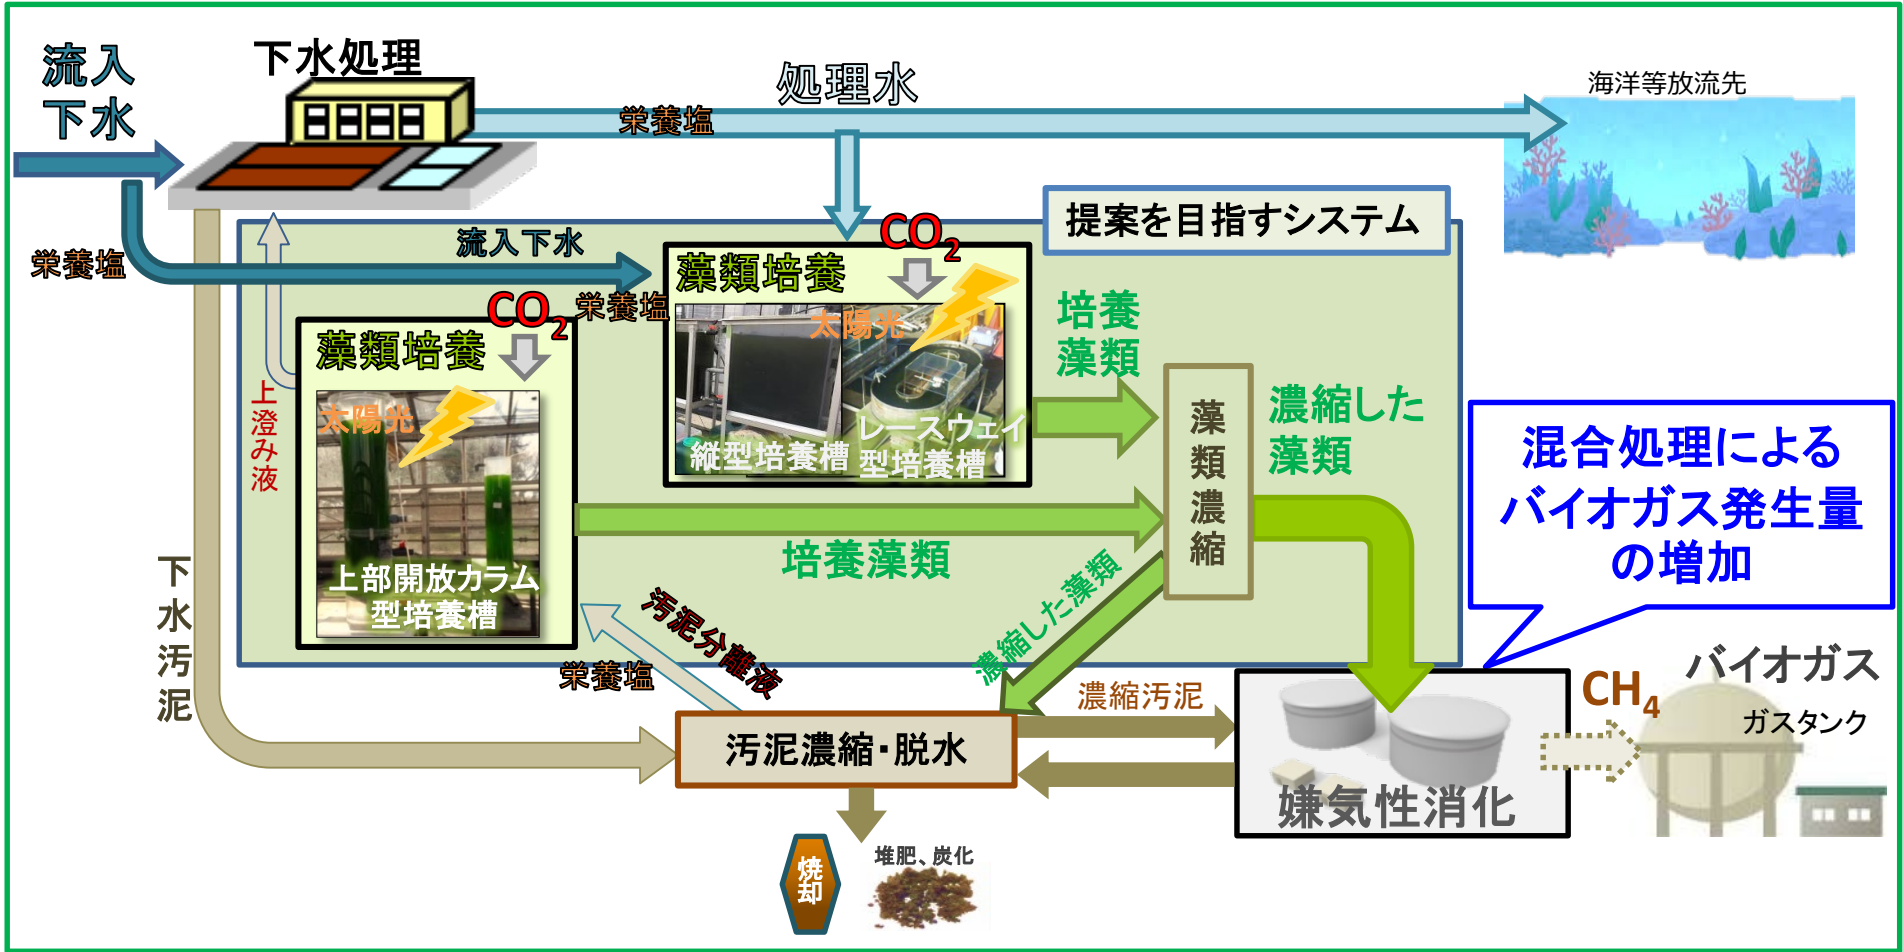 流入
下水
下水処理
処理水
栄養塩
海洋等放流先
提案を目指すシステム
流入下水
栄養塩
CO2
藻類培養
太陽光
縦型培養槽
レースウェイ
型培養槽
栄養塩
CO2
藻類培養
太陽光
上部開放カラム
型培養槽
上澄み液
培養
藻類
藻類濃縮
濃縮した
藻類
培養藻類
濃縮した藻類
混合処理による
バイオガス発生量
の増加
下水汚泥
汚泥分離液
栄養塩
濃縮汚泥
汚泥濃縮・脱水
嫌気性消化
CH4
バイオガス
ガスタンク
焼却
堆肥、炭化